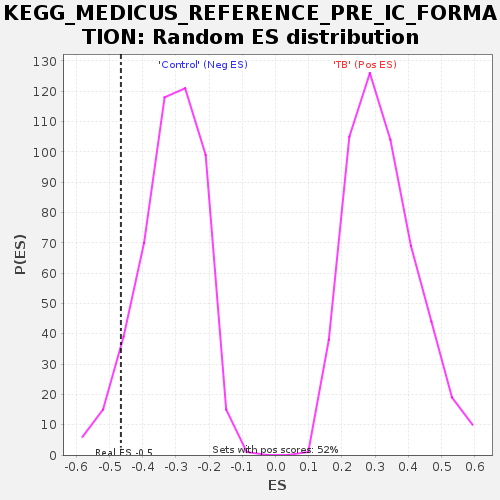 KEGG_MEDICUS_REFERENCE_PRE_IC_FORMA
TION: Random ES distribution
'Control' (Neg ES)
'TB' (Pos ES)
130
120
110
100
90
80
70
60
50
40
30
20
10
0
P(ES)
Real ES -0.5
Sets with pos scores: 52%
-0.6 -0.5 -0.4 -0.3 -0.2 -0.1 0.0 0.1 0.2 0.3 0.4 0.5 0.6
ES